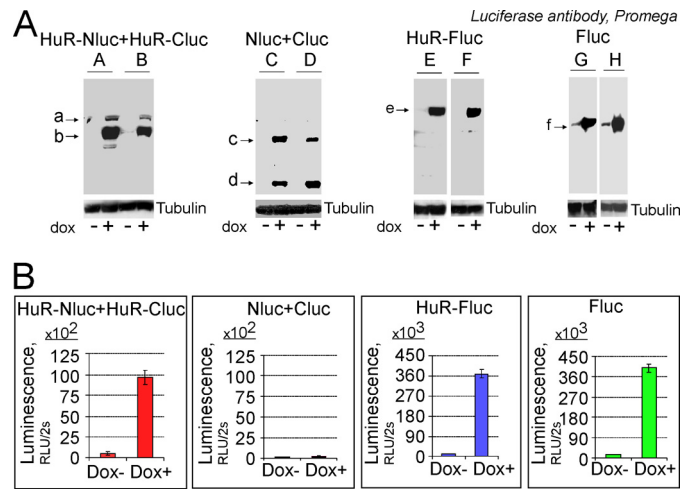 A
Luciferase antibody, Promega
HuR-Nluc+HuR-Cluc
Nluc+Cluc
HuR-Fluc
Fluc
A B
C D
E F
G H
a
b
c
d
e
f
Tubulin
Tubulin
Tubulin
Tubulin
dox - + - +
dox - + - +
dox - + - +
dox - + - +
B
HuR-Nluc+HuR-Cluc
Luminescence,
RLU/2s
x10²
125
100
75
50
25
0
Dox- Dox+
Nluc+Cluc
Luminescence,
RLU/2s
x10²
125
100
75
50
25
0
Dox- Dox+
HuR-Fluc
Luminescence,
RLU/2s
x10³
450
360
270
180
90
0
Dox- Dox+
Fluc
Luminescence,
RLU/2s
x10³
450
360
270
180
90
0
Dox- Dox+